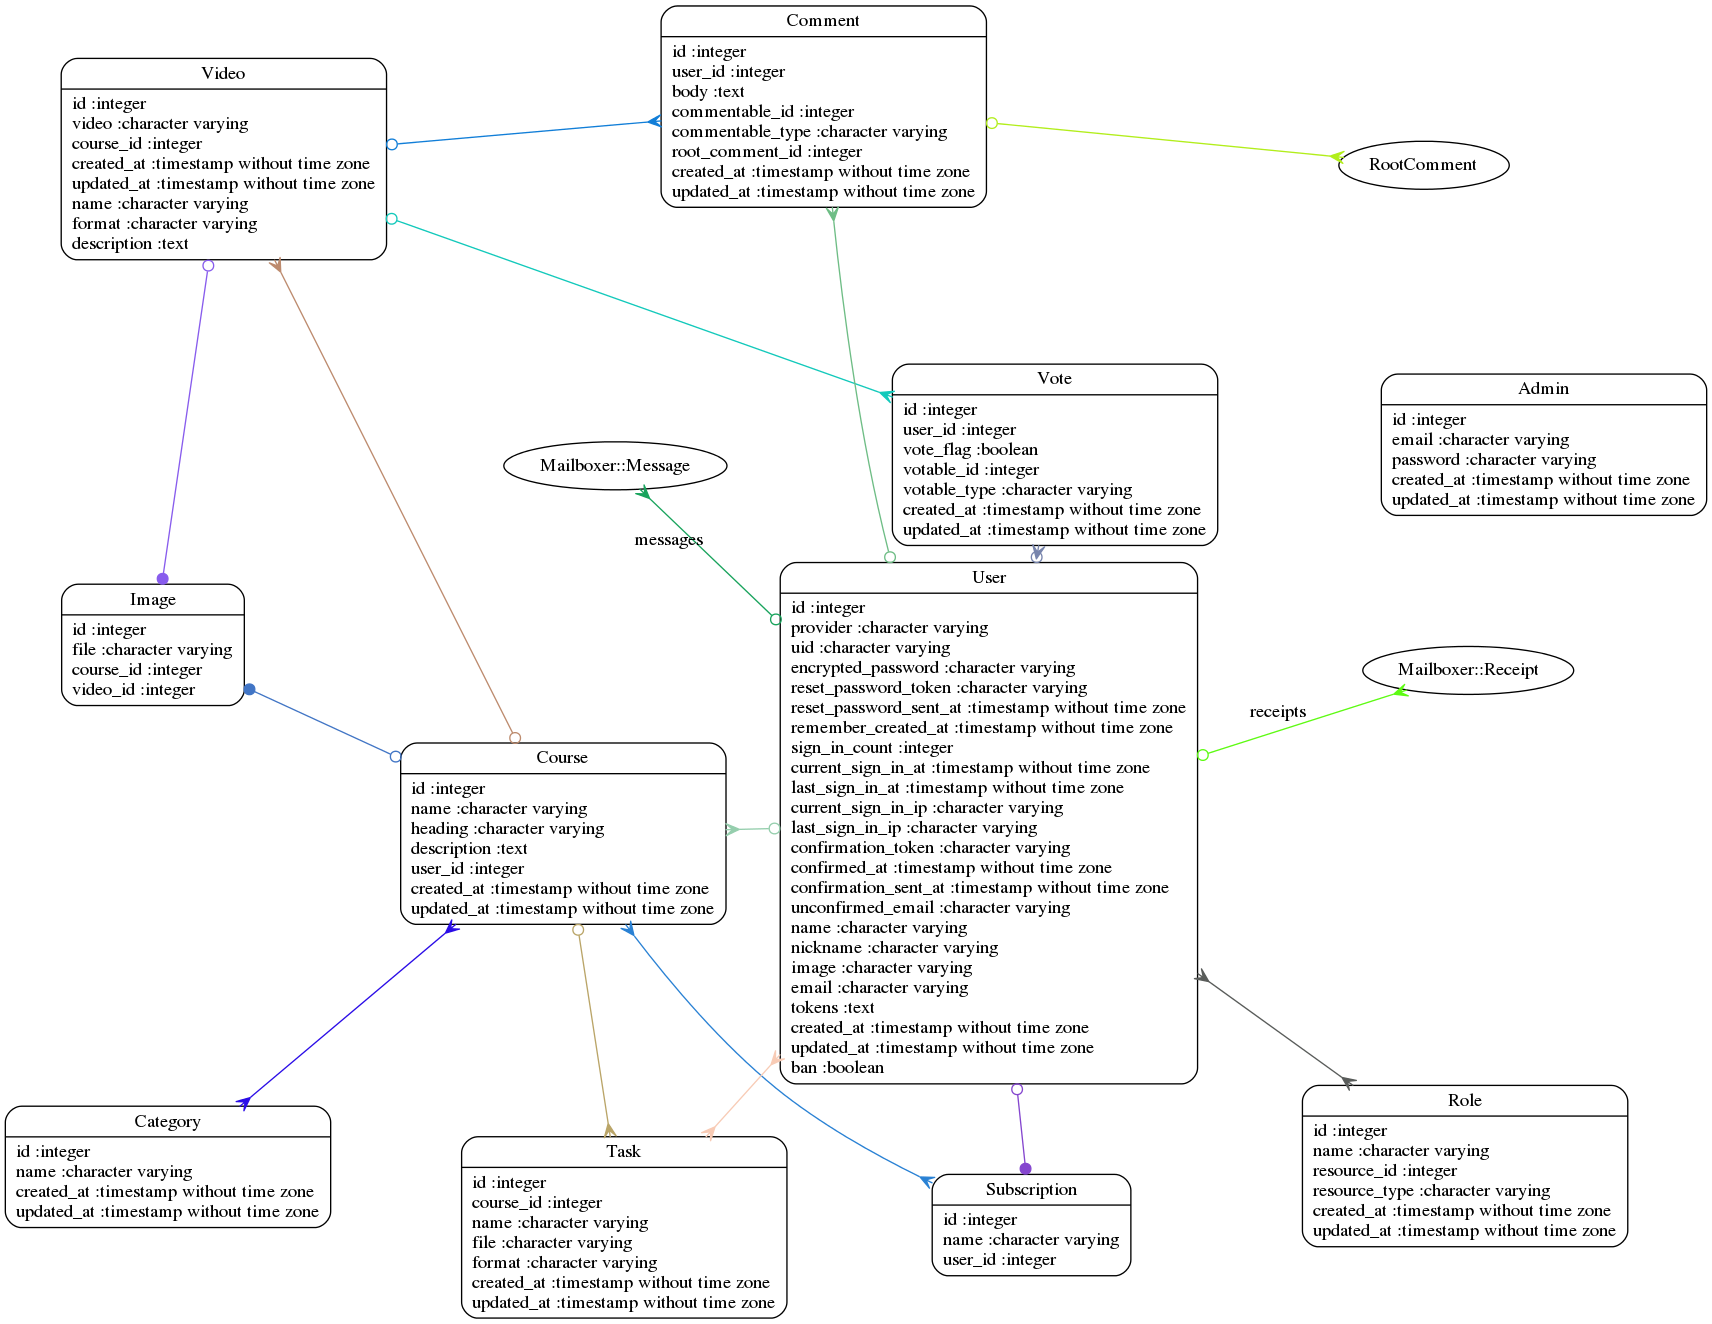 Comment
id :integer
user_id :integer
body :text
commentable_id :integer
commentable_type :character varying
root_comment_id :integer
created_at :timestamp without time zone
updated_at :timestamp without time zone
Video
id :integer
video :character varying
course_id :integer
created_at :timestamp without time zone
updated_at :timestamp without time zone
name :character varying
format :character varying
description :text
RootComment
Vote
id :integer
user_id :integer
vote_flag :boolean
votable_id :integer
votable_type :character varying
created_at :timestamp without time zone
updated_at :timestamp without time zone
Admin
id :integer
email :character varying
password :character varying
created_at :timestamp without time zone
updated_at :timestamp without time zone
Mailboxer::Message
messages
Image
id :integer
file :character varying
course_id :integer
video_id :integer
User
id :integer
provider :character varying
uid :character varying
encrypted_password :character varying
reset_password_token :character varying
reset_password_sent_at :timestamp without time zone
remember_created_at :timestamp without time zone
sign_in_count :integer
current_sign_in_at :timestamp without time zone
last_sign_in_at :timestamp without time zone
current_sign_in_ip :character varying
last_sign_in_ip :character varying
confirmation_token :character varying
confirmed_at :timestamp without time zone
confirmation_sent_at :timestamp without time zone
unconfirmed_email :character varying
name :character varying
nickname :character varying
image :character varying
email :character varying
tokens :text
created_at :timestamp without time zone
updated_at :timestamp without time zone
ban :boolean
Mailboxer::Receipt
receipts
Course
id :integer
name :character varying
heading :character varying
description :text
user_id :integer
created_at :timestamp without time zone
updated_at :timestamp without time zone
Category
id :integer
name :character varying
created_at :timestamp without time zone
updated_at :timestamp without time zone
Task
id :integer
course_id :integer
name :character varying
file :character varying
format :character varying
created_at :timestamp without time zone
updated_at :timestamp without time zone
Subscription
id :integer
name :character varying
user_id :integer
Role
id :integer
name :character varying
resource_id :integer
resource_type :character varying
created_at :timestamp without time zone
updated_at :timestamp without time zone